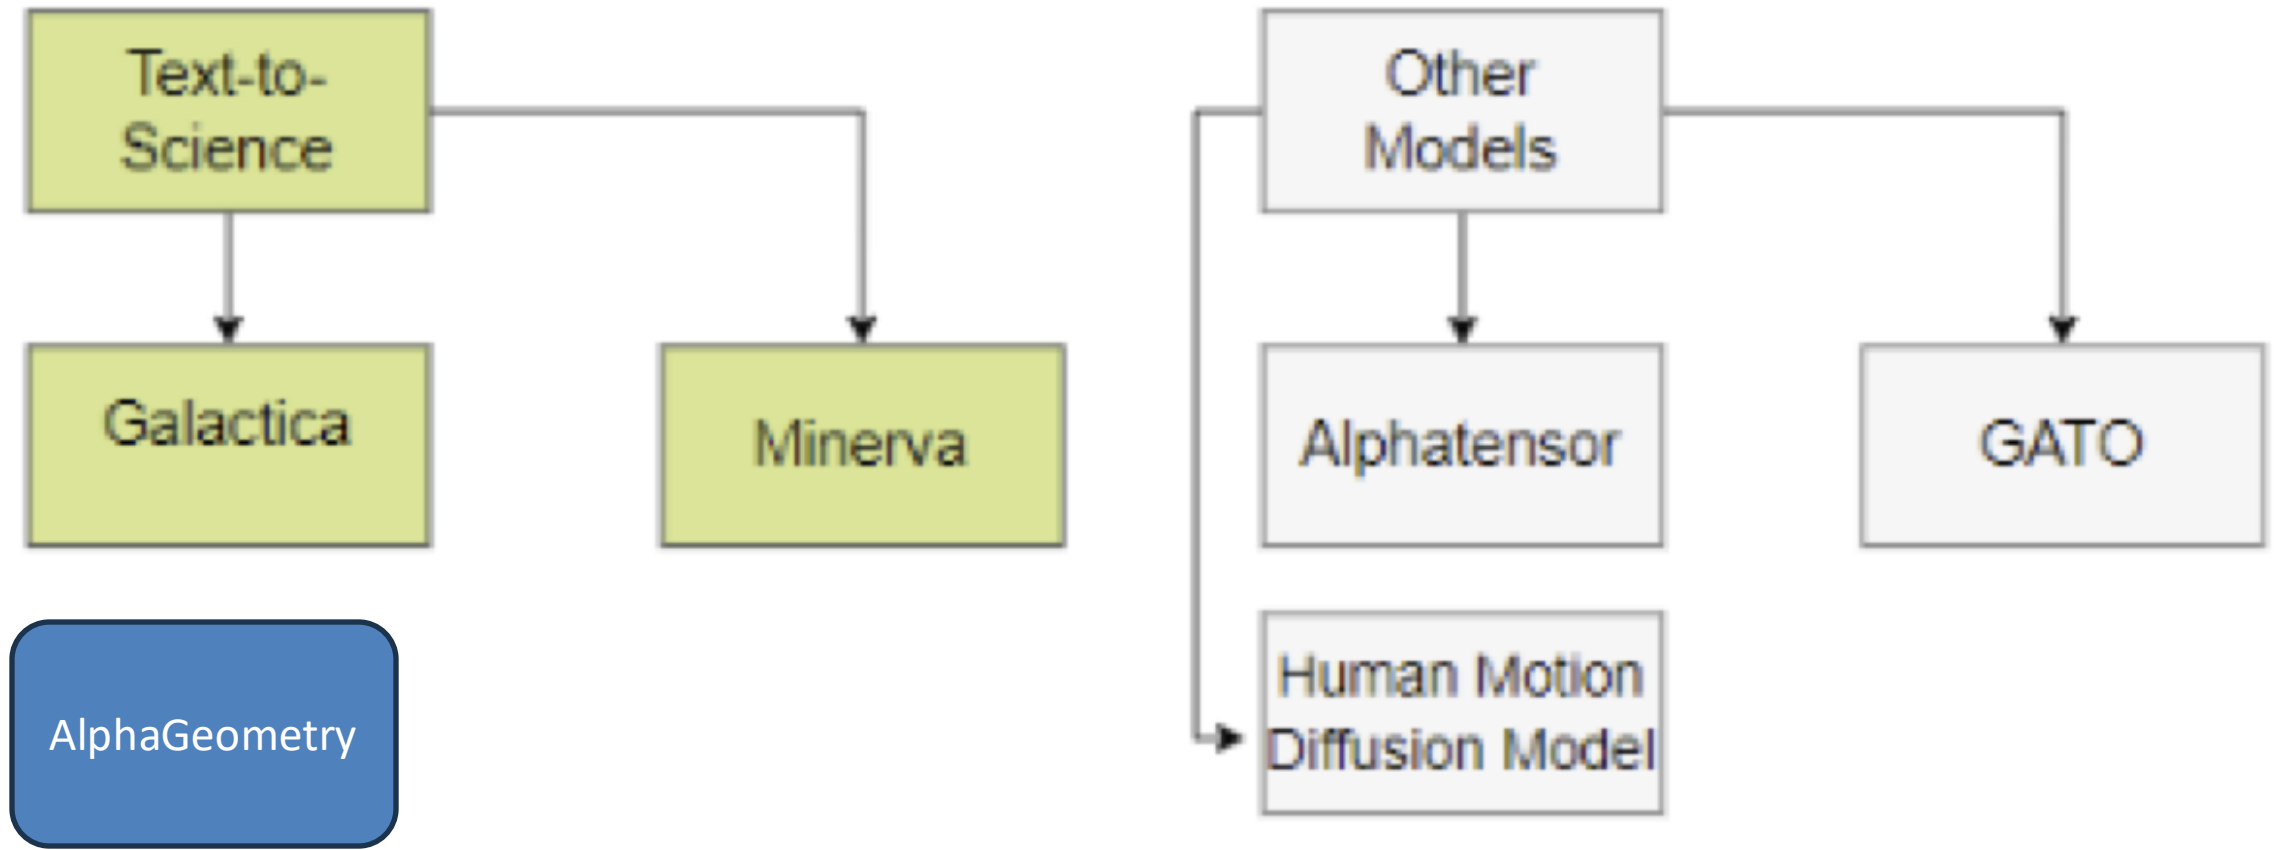 Text-to-
Science
Other
Models
Galactica
Minerva
Alphatensor
GATO
Human Motion
Diffusion Model
AlphaGeometry